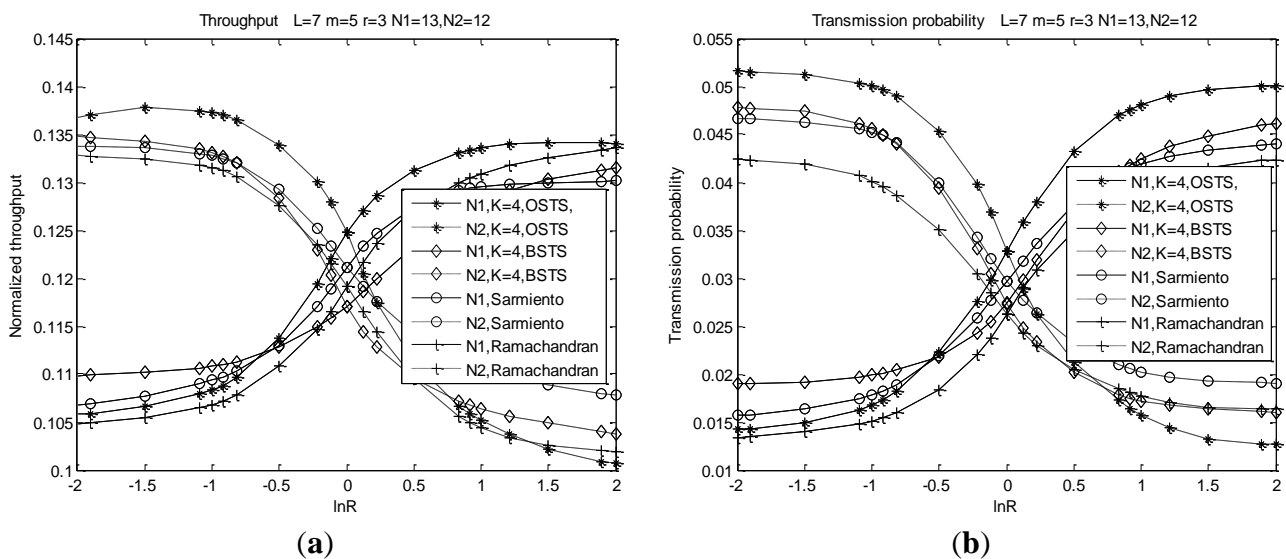 Throughput L=7 m=5 r=3 N1=13,N2=12
0.145
0.14
0.135
0.13
0.125
0.12
0.115
0.11
0.105
0.1
Normalized throughput
-2 -1.5 -1 -0.5 0 0.5 1 1.5 2
lnR
N1,K=4,OSTS,
N2,K=4,OSTS
N1,K=4,BSTS
N2,K=4,BSTS
N1,Sarmiento
N2,Sarmiento
N1,Ramachandran
N2,Ramachandran
(a)
Transmission probability L=7 m=5 r=3 N1=13,N2=12
0.055
0.05
0.045
0.04
0.035
0.03
0.025
0.02
0.015
0.01
Transmission probability
-2 -1.5 -1 -0.5 0 0.5 1 1.5 2
lnR
N1,K=4,OSTS,
N2,K=4,OSTS
N1,K=4,BSTS
N2,K=4,BSTS
N1,Sarmiento
N2,Sarmiento
N1,Ramachandran
N2,Ramachandran
(b)